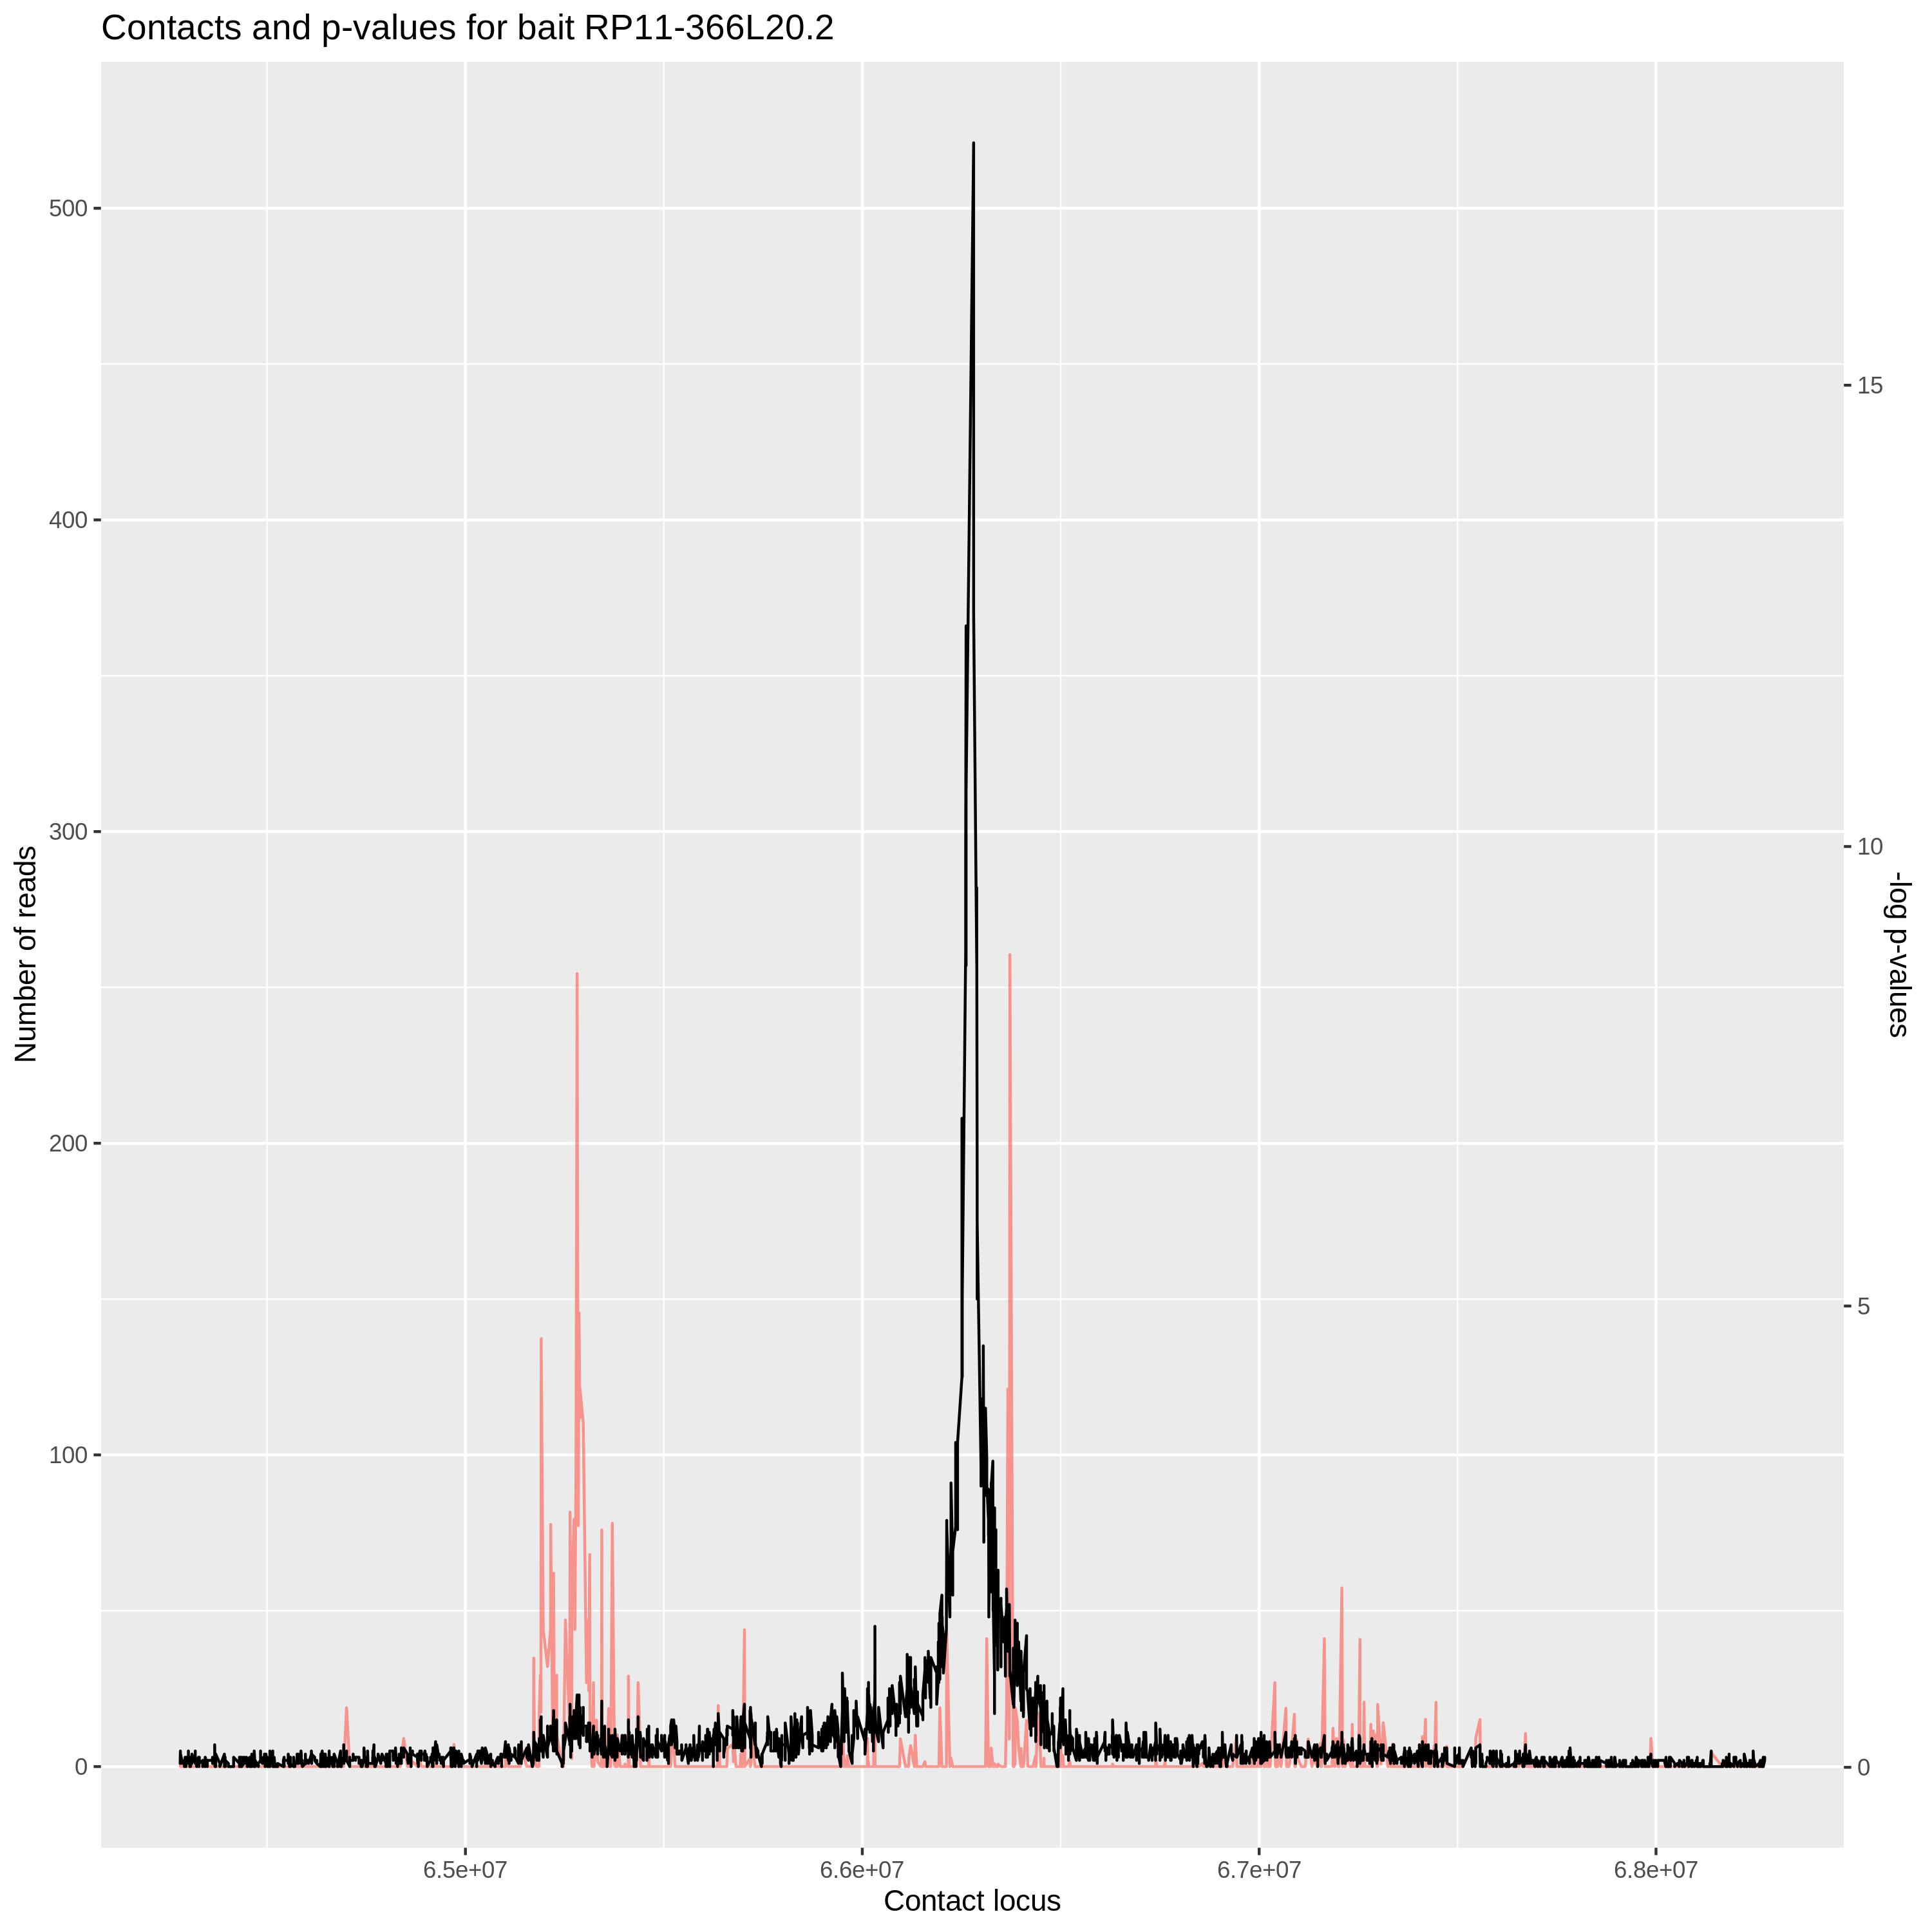 Contacts and p-values for bait RP11-366L20.2
500
400
300
200
100
0
15
10
5
0
Number of reads
-log p-values
6.5e+07
6.6e+07
6.7e+07
6.8e+07
Contact locus